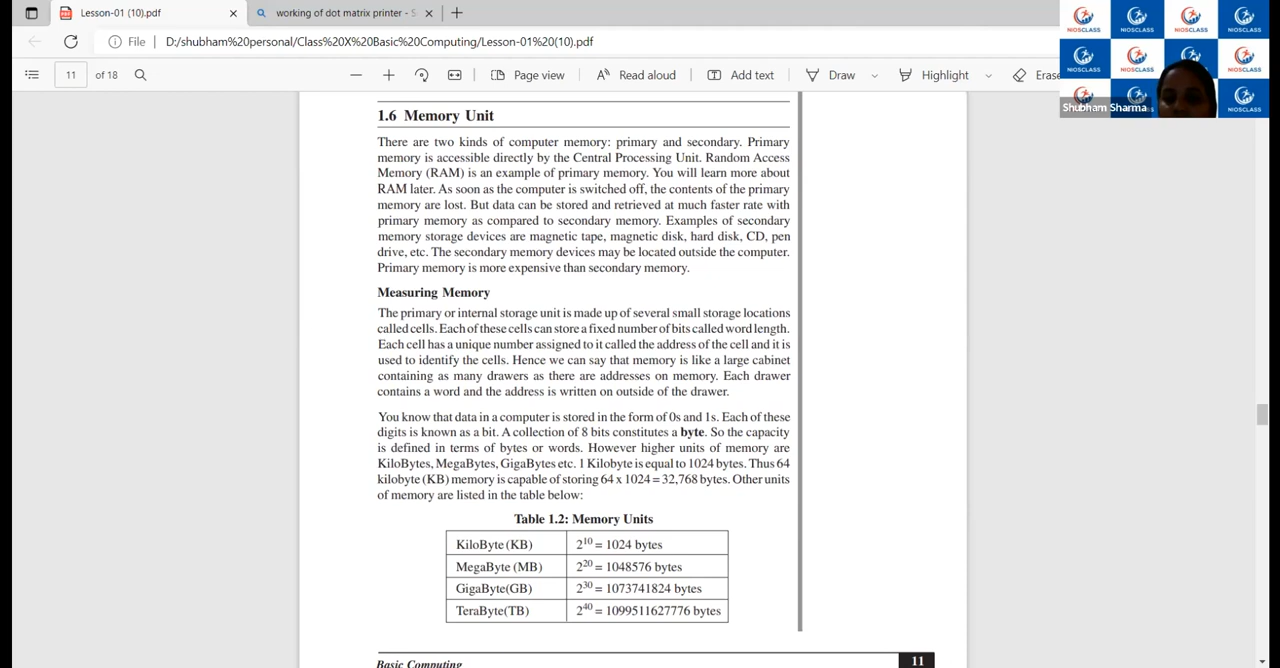 Lesson-01 (10).pdf
working of dot matrix printer - S
File
D:/shubham%20personal/Class%20X%20Basic%20Computing/Lesson-01%20(10).pdf
11 of 18
Page view
Read aloud
Add text
Draw
Highlight
Erase
NIOSCLASS NIOSCLASS NIOSCLASS NIOSCLASS
NIOSCLASS NIOSCLASS NIOSCLASS
Shubham Sharma
NIOSCLASS
1.6 Memory Unit
There are two kinds of computer memory: primary and secondary. Primary
memory is accessible directly by the Central Processing Unit. Random Access
Memory (RAM) is an example of primary memory. You will learn more about
RAM later. As soon as the computer is switched off, the contents of the primary
memory are lost. But data can be stored and retrieved at much faster rate with
primary memory as compared to secondary memory. Examples of secondary
memory storage devices are magnetic tape, magnetic disk, hard disk, CD, pen
drive, etc. The secondary memory devices may be located outside the computer.
Primary memory is more expensive than secondary memory.
Measuring Memory
The primary or internal storage unit is made up of several small storage locations
called cells. Each of these cells can store a fixed number of bits called word length.
Each cell has a unique number assigned to it called the address of the cell and it is
used to identify the cells. Hence we can say that memory is like a large cabinet
containing as many drawers as there are addresses on memory. Each drawer
contains a word and the address is written on outside of the drawer.
You know that data in a computer is stored in the form of 0s and 1s. Each of these
digits is known as a bit. A collection of 8 bits constitutes a byte. So the capacity
is defined in terms of bytes or words. However higher units of memory are
KiloBytes, MegaBytes, GigaBytes etc. 1 Kilobyte is equal to 1024 bytes. Thus 64
kilobyte (KB) memory is capable of storing 64 x 1024 = 32,768 bytes. Other units
of memory are listed in the table below:
Table 1.2: Memory Units
KiloByte (KB) 2¹⁰ = 1024 bytes
MegaByte (MB) 2²⁰ = 1048576 bytes
GigaByte(GB) 2³⁰ = 1073741824 bytes
TeraByte(TB) 2⁴⁰ = 1099511627776 bytes
Basic Computing
11